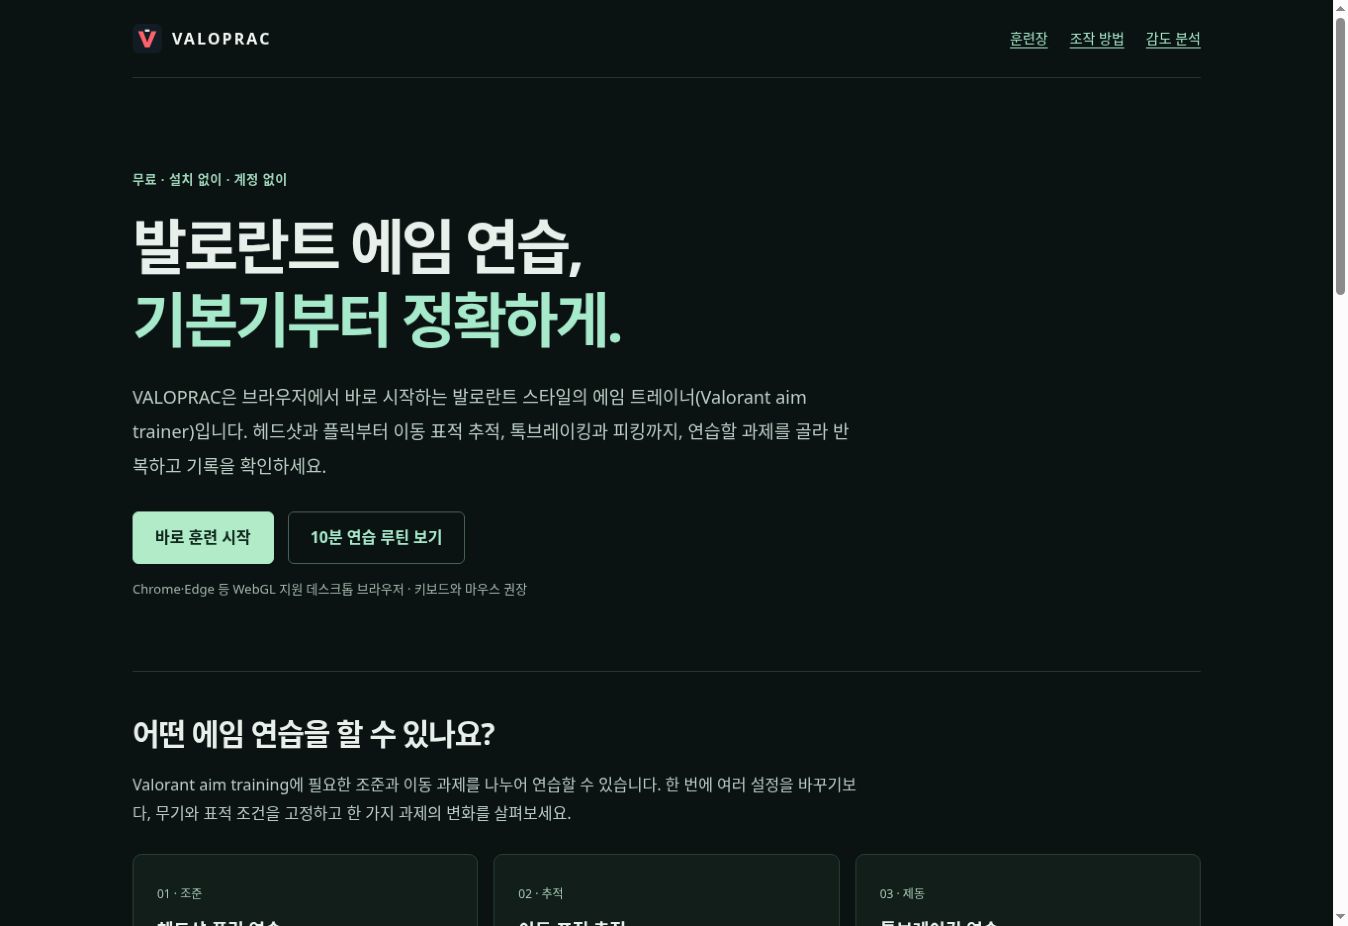 VALOPRAC
훈련장 조작 방법 감도 분석
무료 · 설치 없이 · 계정 없이
발로란트 에임 연습,
기본기부터 정확하게.
VALOPRAC은 브라우저에서 바로 시작하는 발로란트 스타일의 에임 트레이너(Valorant aim
trainer)입니다. 헤드샷과 플릭부터 이동 표적 추적, 톡브레이킹과 피킹까지, 연습할 과제를 골라 반
복하고 기록을 확인하세요.
바로 훈련 시작 10분 연습 루틴 보기
Chrome·Edge 등 WebGL 지원 데스크톱 브라우저 · 키보드와 마우스 권장
어떤 에임 연습을 할 수 있나요?
Valorant aim training에 필요한 조준과 이동 과제를 나누어 연습할 수 있습니다. 한 번에 여러 설정을 바꾸기보
다, 무기와 표적 조건을 고정하고 한 가지 과제의 변화를 살펴보세요.
01 · 조준 02 · 추적 03 · 제동